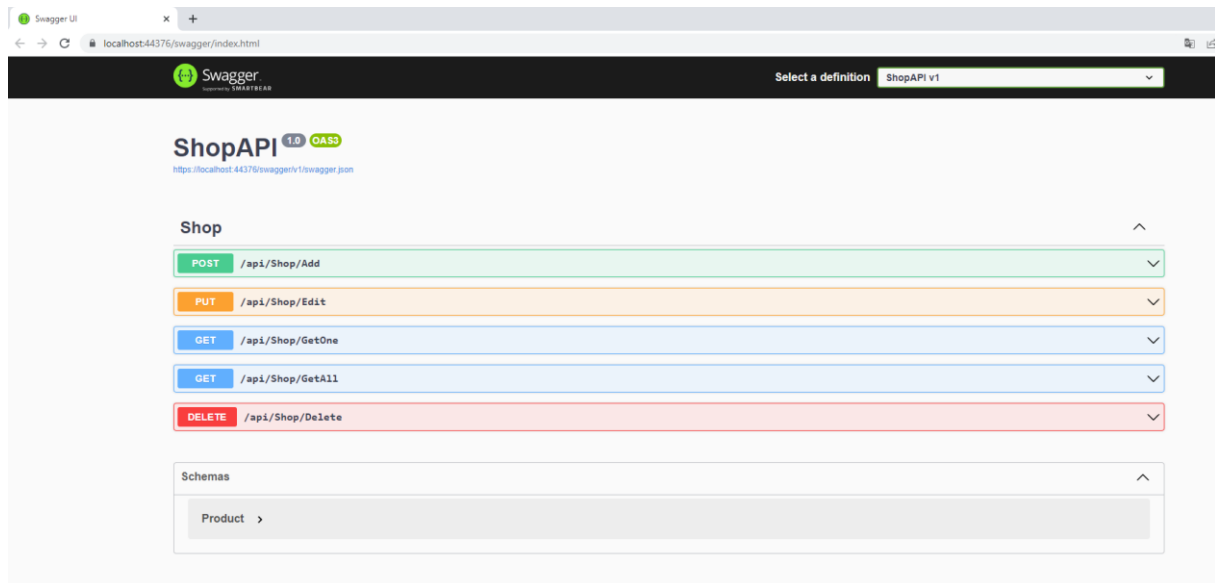 Swagger UI
localhost:44376/swagger/index.html
Swagger.
Supported by SMARTBEAR
Select a definition ShopAPI v1
ShopAPI 1.0 OAS3
https://localhost:44376/swagger/v1/swagger.json
Shop
POST /api/Shop/Add
PUT /api/Shop/Edit
GET /api/Shop/GetOne
GET /api/Shop/GetAll
DELETE /api/Shop/Delete
Schemas
Product